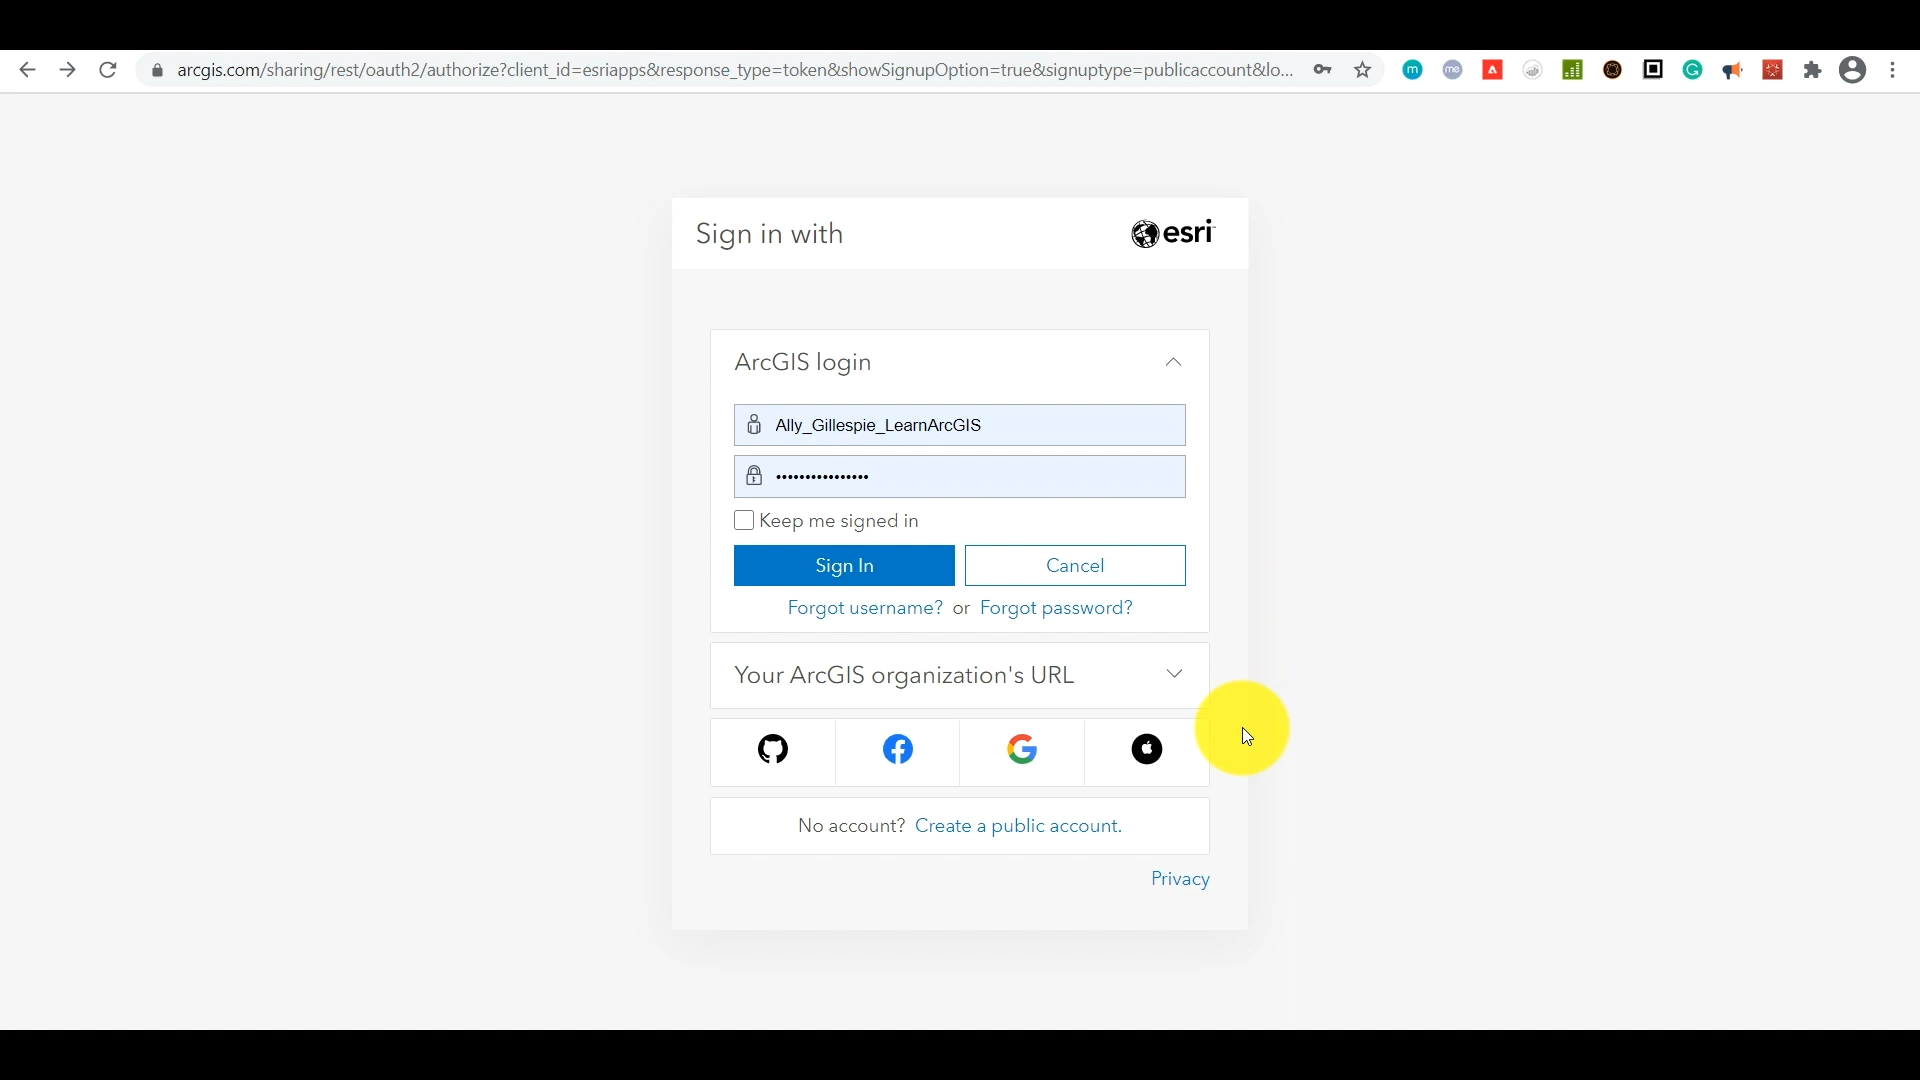 arcgis.com/sharing/rest/oauth2/authorize?client_id=esriapps&response_type=token&showSignupOption=true&signuptype=publicaccount&lo...
m
me
G
Sign in with
esri
ArcGIS login
Ally_Gillespie_LearnArcGIS
••••••••••••••••
Keep me signed in
Sign In
Cancel
Forgot username? or Forgot password?
Your ArcGIS organization's URL
No account? Create a public account.
Privacy